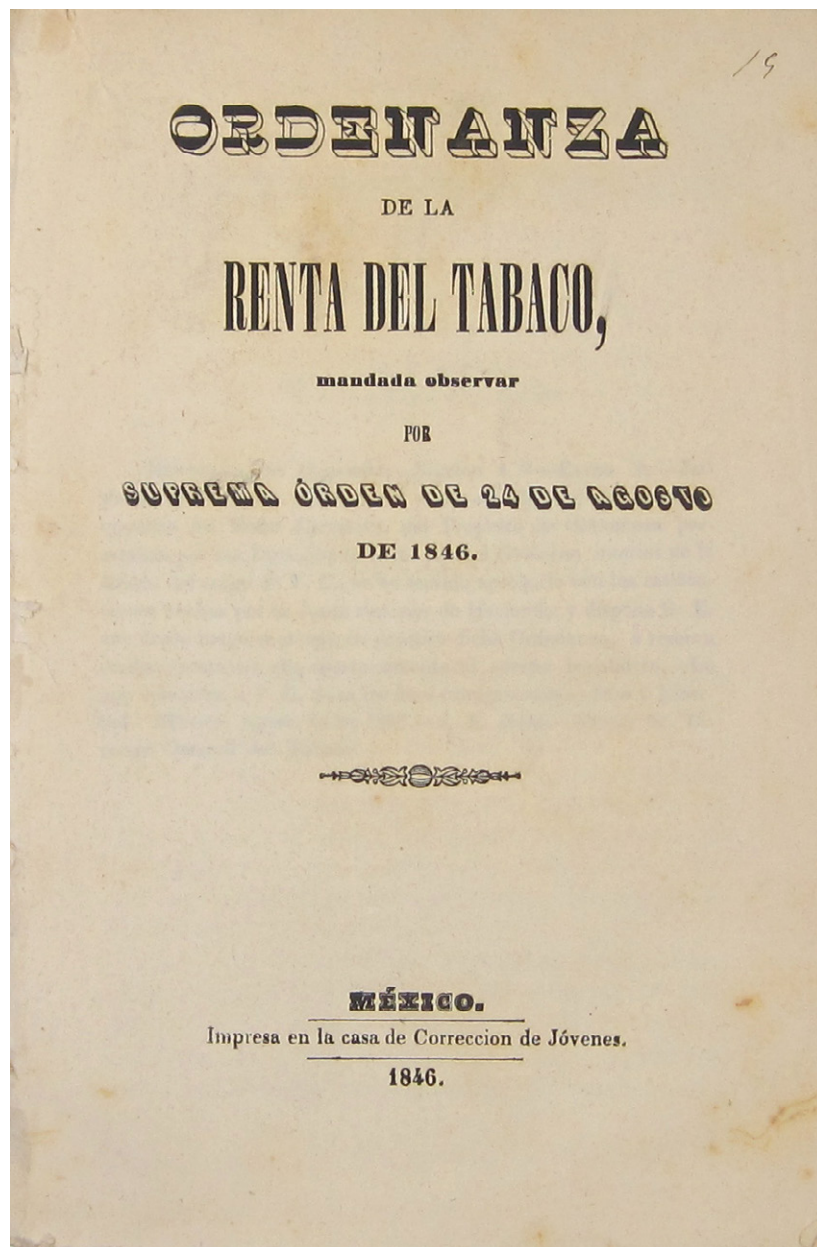 19
ORDENANZA
DE LA
RENTA DEL TABACO,
mandada observar
POR
SUPREMA ÓRDEN DE 24 DE AGOSTO
DE 1846.
MÉXICO.
Impresa en la casa de Correccion de Jóvenes.
1846.